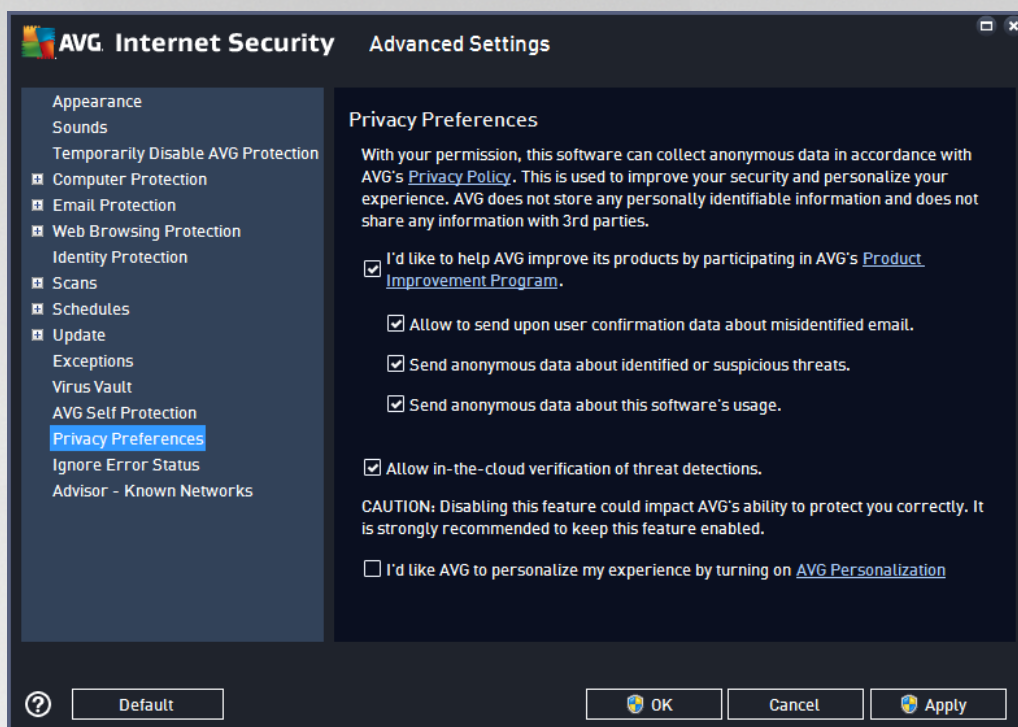 AVG. Internet Security Advanced Settings
Appearance
Sounds
Temporarily Disable AVG Protection
Computer Protection
Email Protection
Web Browsing Protection
Identity Protection
Scans
Schedules
Update
Exceptions
Virus Vault
AVG Self Protection
Privacy Preferences
Ignore Error Status
Advisor - Known Networks
Privacy Preferences
With your permission, this software can collect anonymous data in accordance with
AVG's Privacy Policy. This is used to improve your security and personalize your
experience. AVG does not store any personally identifiable information and does not
share any information with 3rd parties.
I'd like to help AVG improve its products by participating in AVG's Product
Improvement Program.
Allow to send upon user confirmation data about misidentified email.
Send anonymous data about identified or suspicious threats.
Send anonymous data about this software's usage.
Allow in-the-cloud verification of threat detections.
CAUTION: Disabling this feature could impact AVG's ability to protect you correctly. It
is strongly recommended to keep this feature enabled.
I'd like AVG to personalize my experience by turning on AVG Personalization
? Default OK Cancel Apply